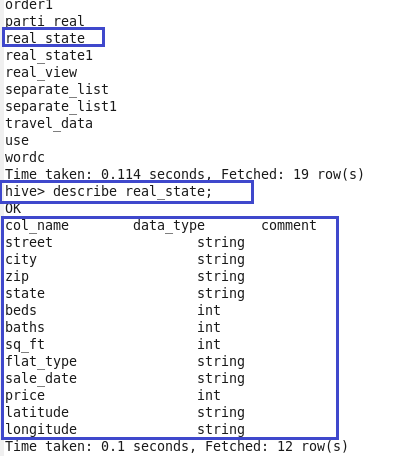 order1
parti_real
real_state
real_state1
real_view
separate_list
separate_list1
travel_data
use
wordc
Time taken: 0.114 seconds, Fetched: 19 row(s)
hive> describe real_state;
OK
col_name data_type comment
street string
city string
zip string
state string
beds int
baths int
sq_ft int
flat_type string
sale_date string
price int
latitude string
longitude string
Time taken: 0.1 seconds, Fetched: 12 row(s)